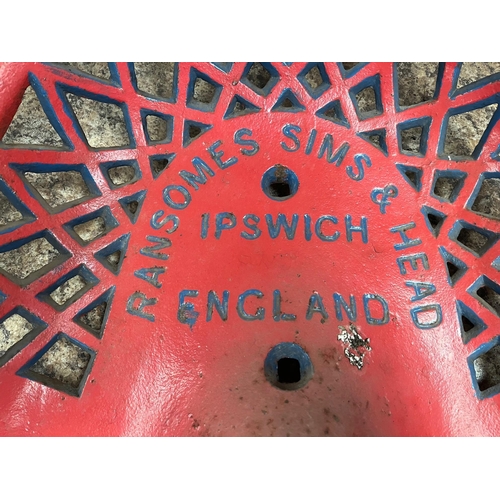 RANSOMES SIMS & HEAD
IPSWICH
ENGLAND